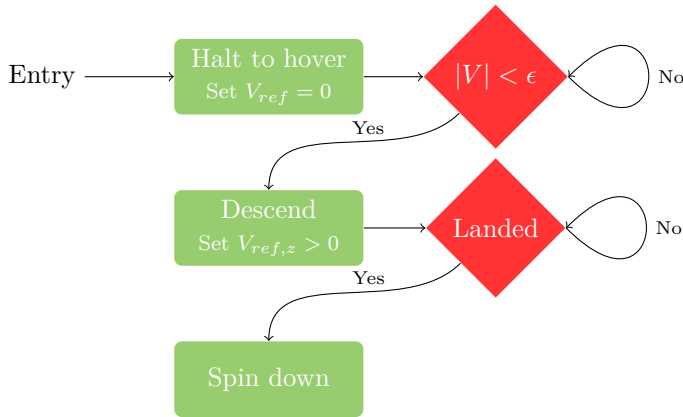 Entry
Halt to hover
Set $V_{ref} = 0$
$|V| < \epsilon$
No
Yes
Descend
Set $V_{ref,z} > 0$
Landed
No
Yes
Spin down